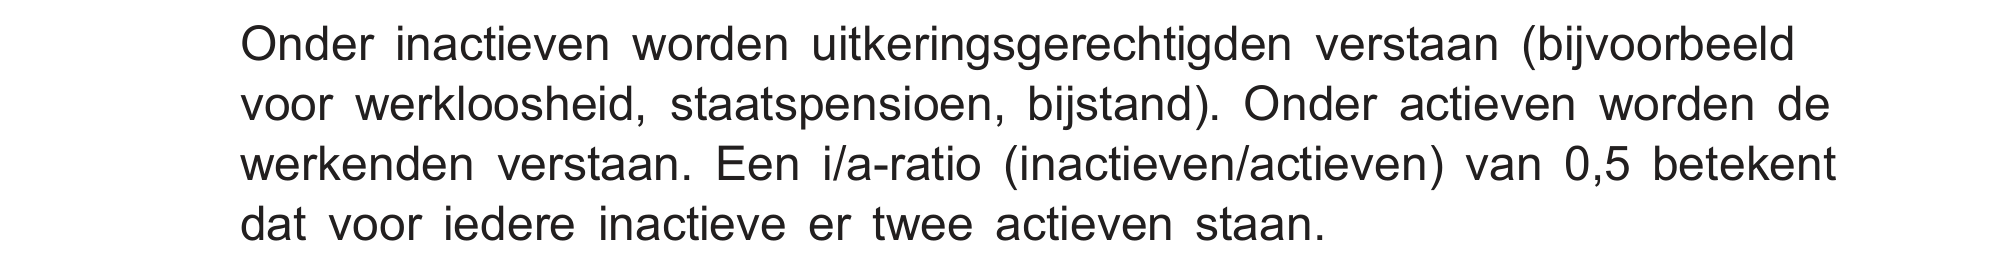 Onder inactieven worden uitkeringsgerechtigden verstaan (bijvoorbeeld
voor werkloosheid, staatspensioen, bijstand). Onder actieven worden de
werkenden verstaan. Een i/a-ratio (inactieven/actieven) van 0,5 betekent
dat voor iedere inactieve er twee actieven staan.